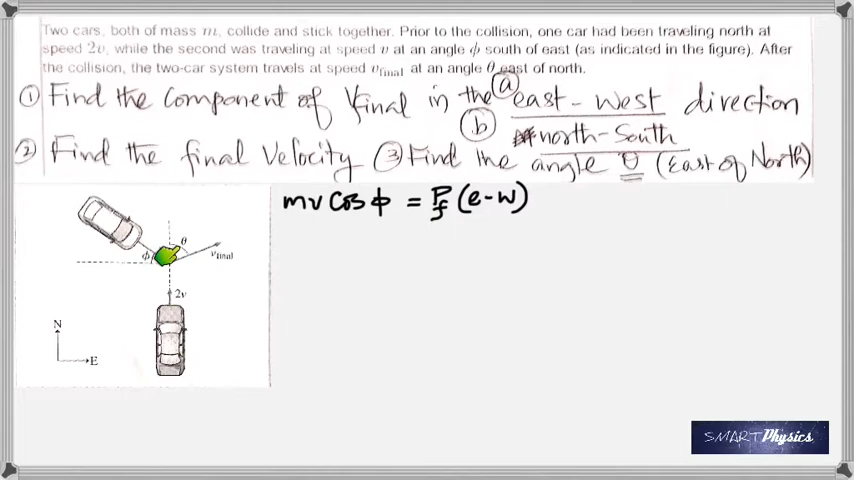 Two cars, both of mass m, collide and stick together. Prior to the collision, one car had been traveling north at
speed 2v, while the second was traveling at speed v at an angle ϕ south of east (as indicated in the figure). After
the collision, the two-car system travels at speed v_final at an angle θ east of north.
① Find the component of Vfinal in the ⓐ east-west direction
ⓑ north-South
② Find the final Velocity ③ Find the angle θ (East of North)
mv Cos ϕ = P_f (e-w)
θ
ϕ
v_final
2v
N
E
SMART Physics